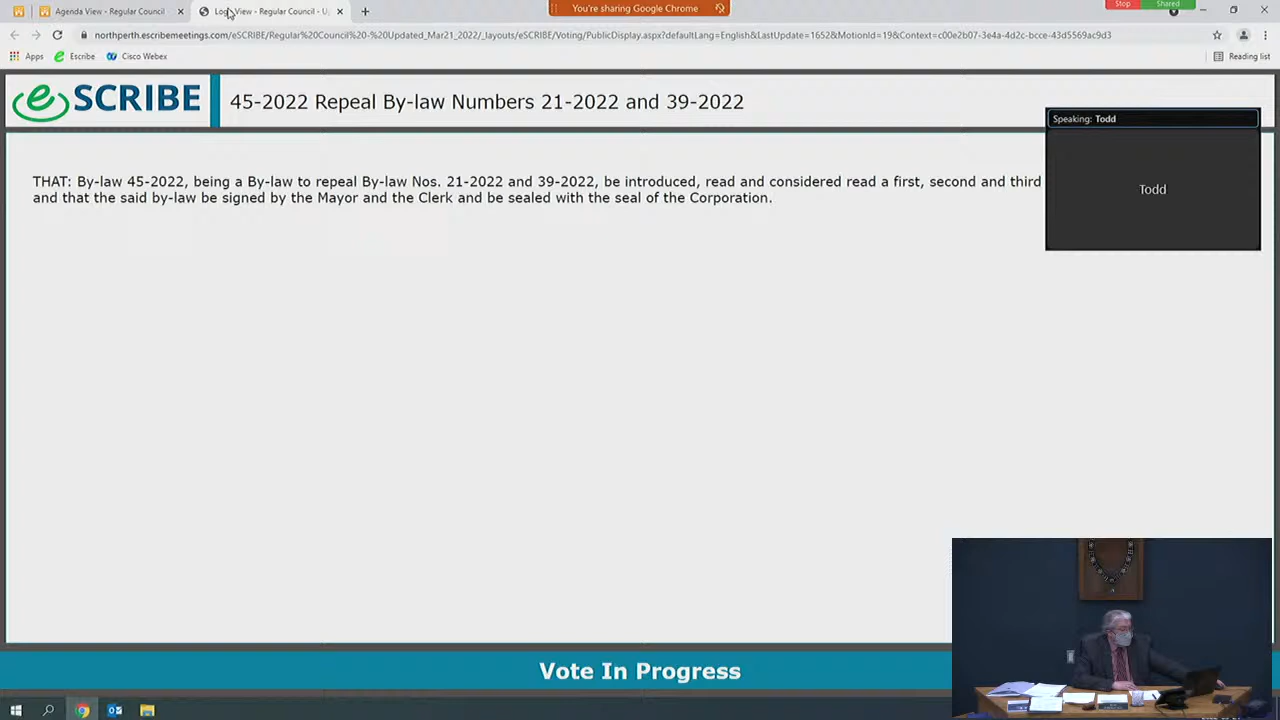 You're sharing Google Chrome
Stop
Shared
Agenda View - Regular Council
View - Regular Council - U
northperth.escribemeetings.com/eSCRIBE/Regular%20Council%20-%20Updated_Mar21_2022/_layouts/eSCRIBE/Voting/PublicDisplay.aspx?defaultLang=English&LastUpdate=1652&MotionId=19&Context=c00e2b07-3e4a-4d2c-bcce-43d5569ac9d3
Apps
Escribe
Cisco Webex
Reading list
eSCRIBE
45-2022 Repeal By-law Numbers 21-2022 and 39-2022
Speaking: Todd
Todd
THAT: By-law 45-2022, being a By-law to repeal By-law Nos. 21-2022 and 39-2022, be introduced, read and considered read a first, second and third
and that the said by-law be signed by the Mayor and the Clerk and be sealed with the seal of the Corporation.
Vote In Progress